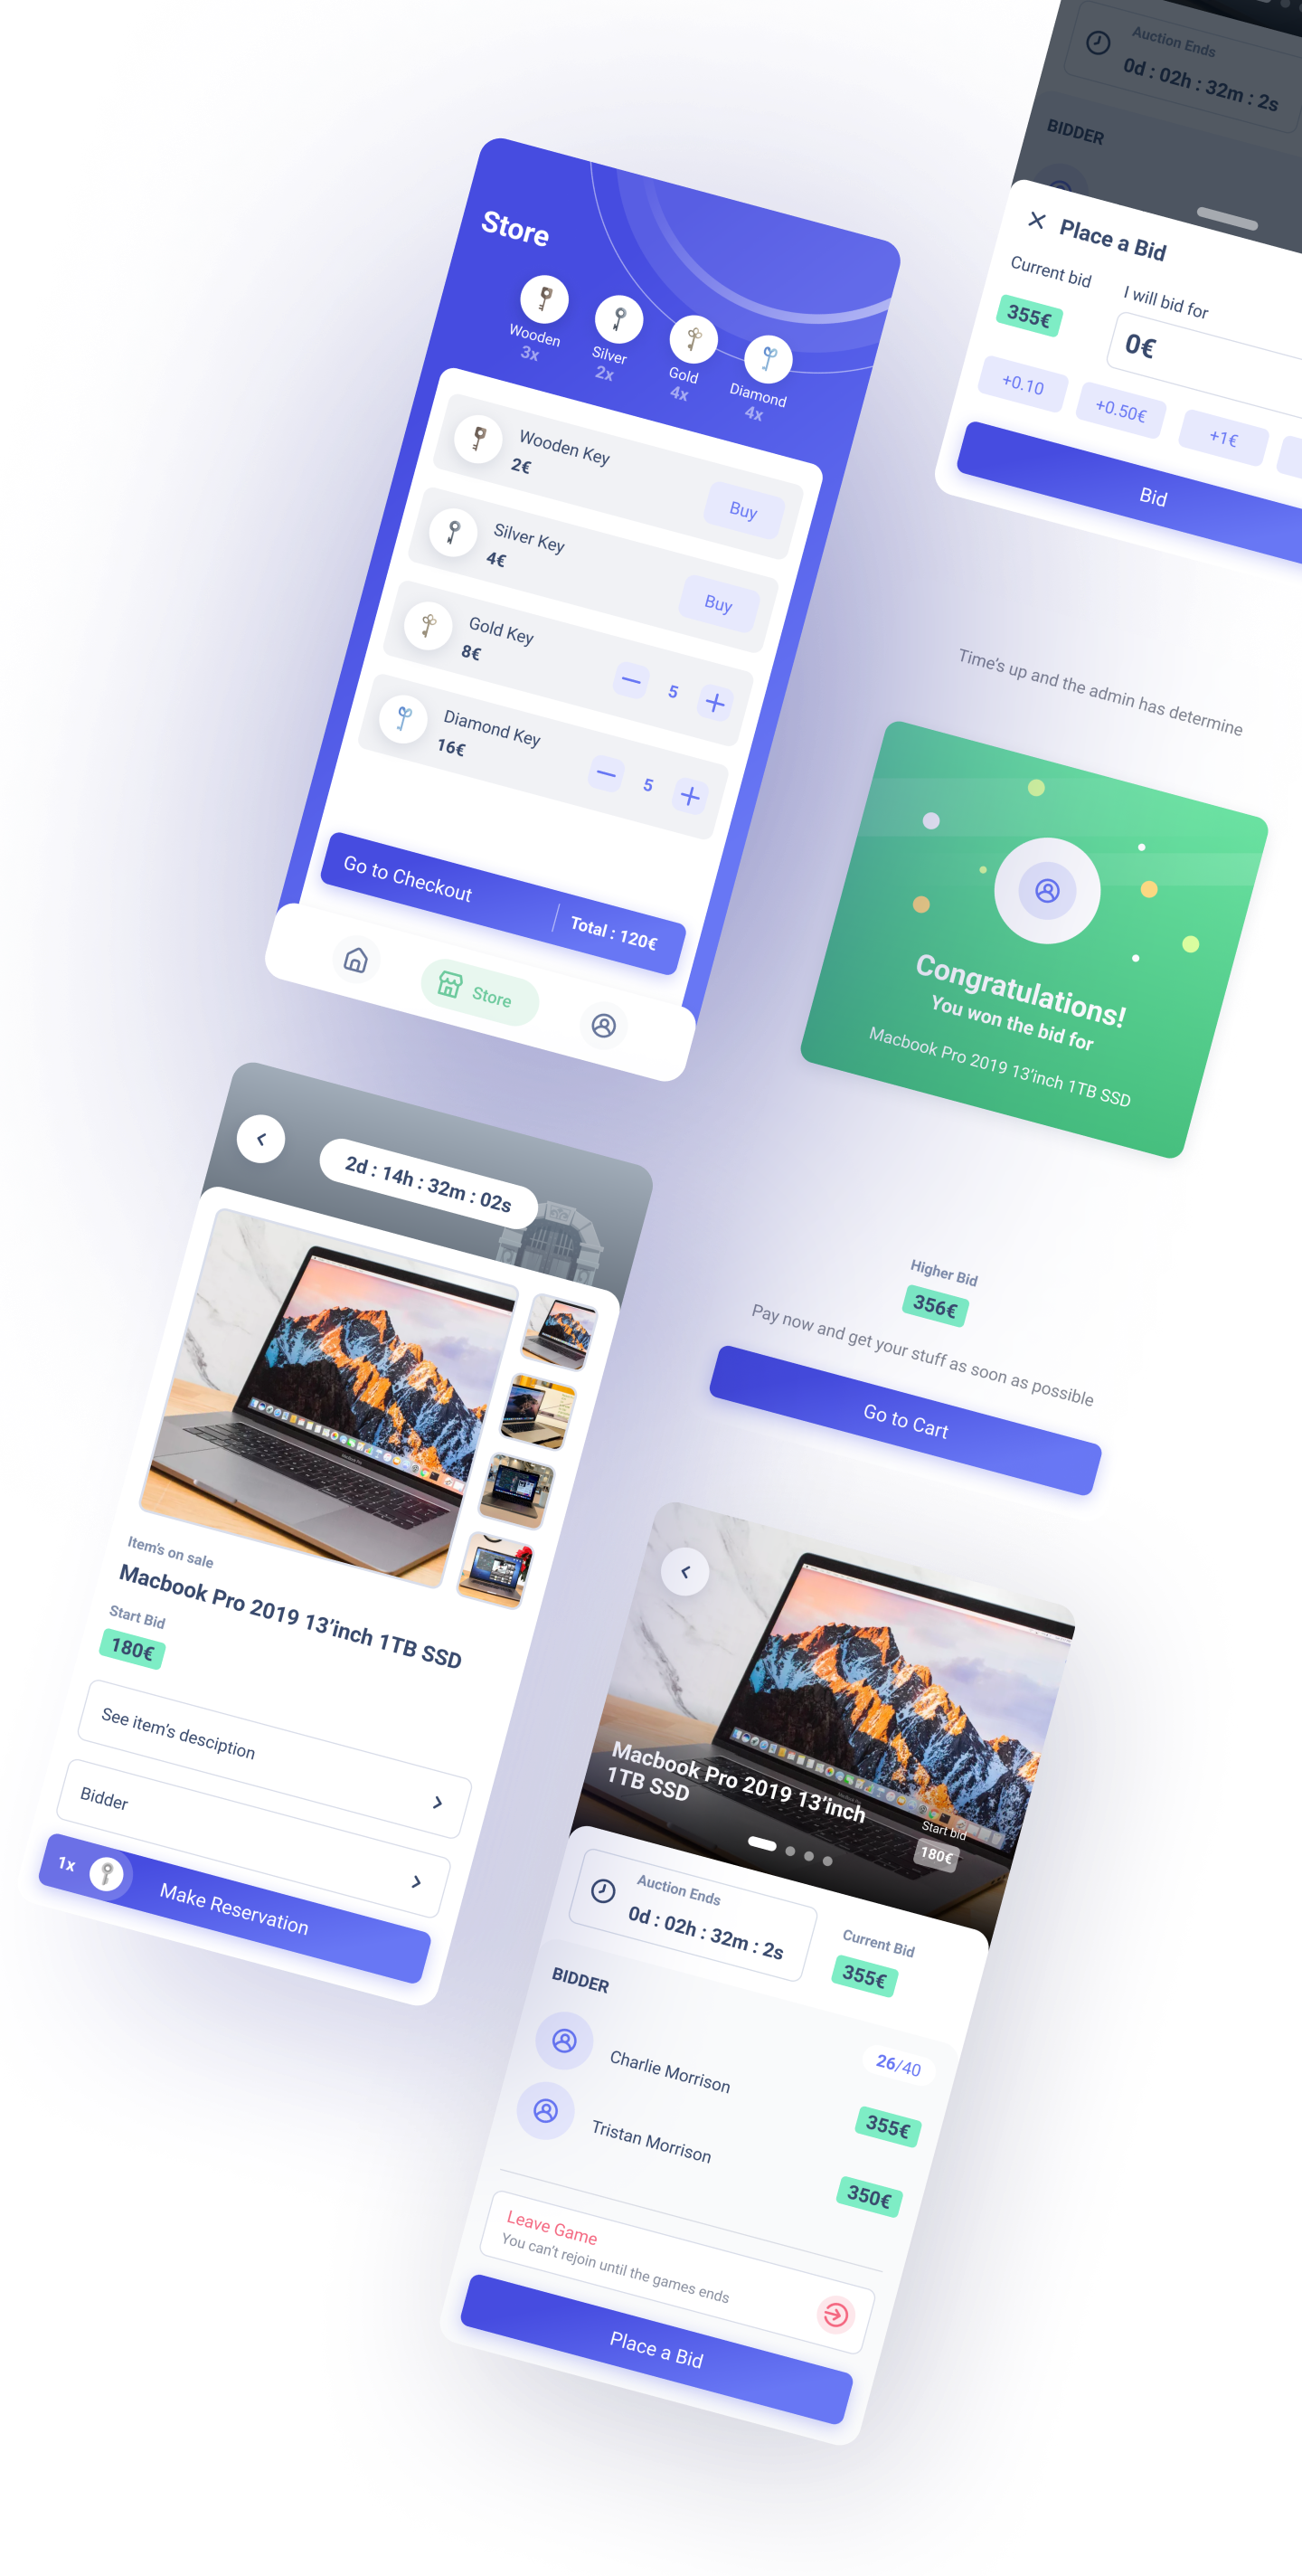 Auction Ends
0d : 02h : 32m : 2s
BIDDER
Place a Bid
Current bid
I will bid for
355€
0€
+0.10
+0.50€
+1€
Bid
Store
Wooden
3x
Silver
2x
Gold
4x
Diamond
4x
Wooden Key
2€
Buy
Silver Key
4€
Buy
Gold Key
8€
5
Diamond Key
16€
5
Go to Checkout
Total : 120€
Store
Time's up and the admin has determine
Congratulations!
You won the bid for
Macbook Pro 2019 13'inch 1TB SSD
Higher Bid
356€
Pay now and get your stuff as soon as possible
Go to Cart
2d : 14h : 32m : 02s
Item's on sale
Macbook Pro 2019 13'inch 1TB SSD
Start Bid
180€
See item's desciption
Bidder
1x
Make Reservation
Macbook Pro 2019 13'inch
1TB SSD
Start bid
180€
Auction Ends
0d : 02h : 32m : 2s
Current Bid
355€
BIDDER
26/40
Charlie Morrison
355€
Tristan Morrison
350€
Leave Game
You can't rejoin until the games ends
Place a Bid